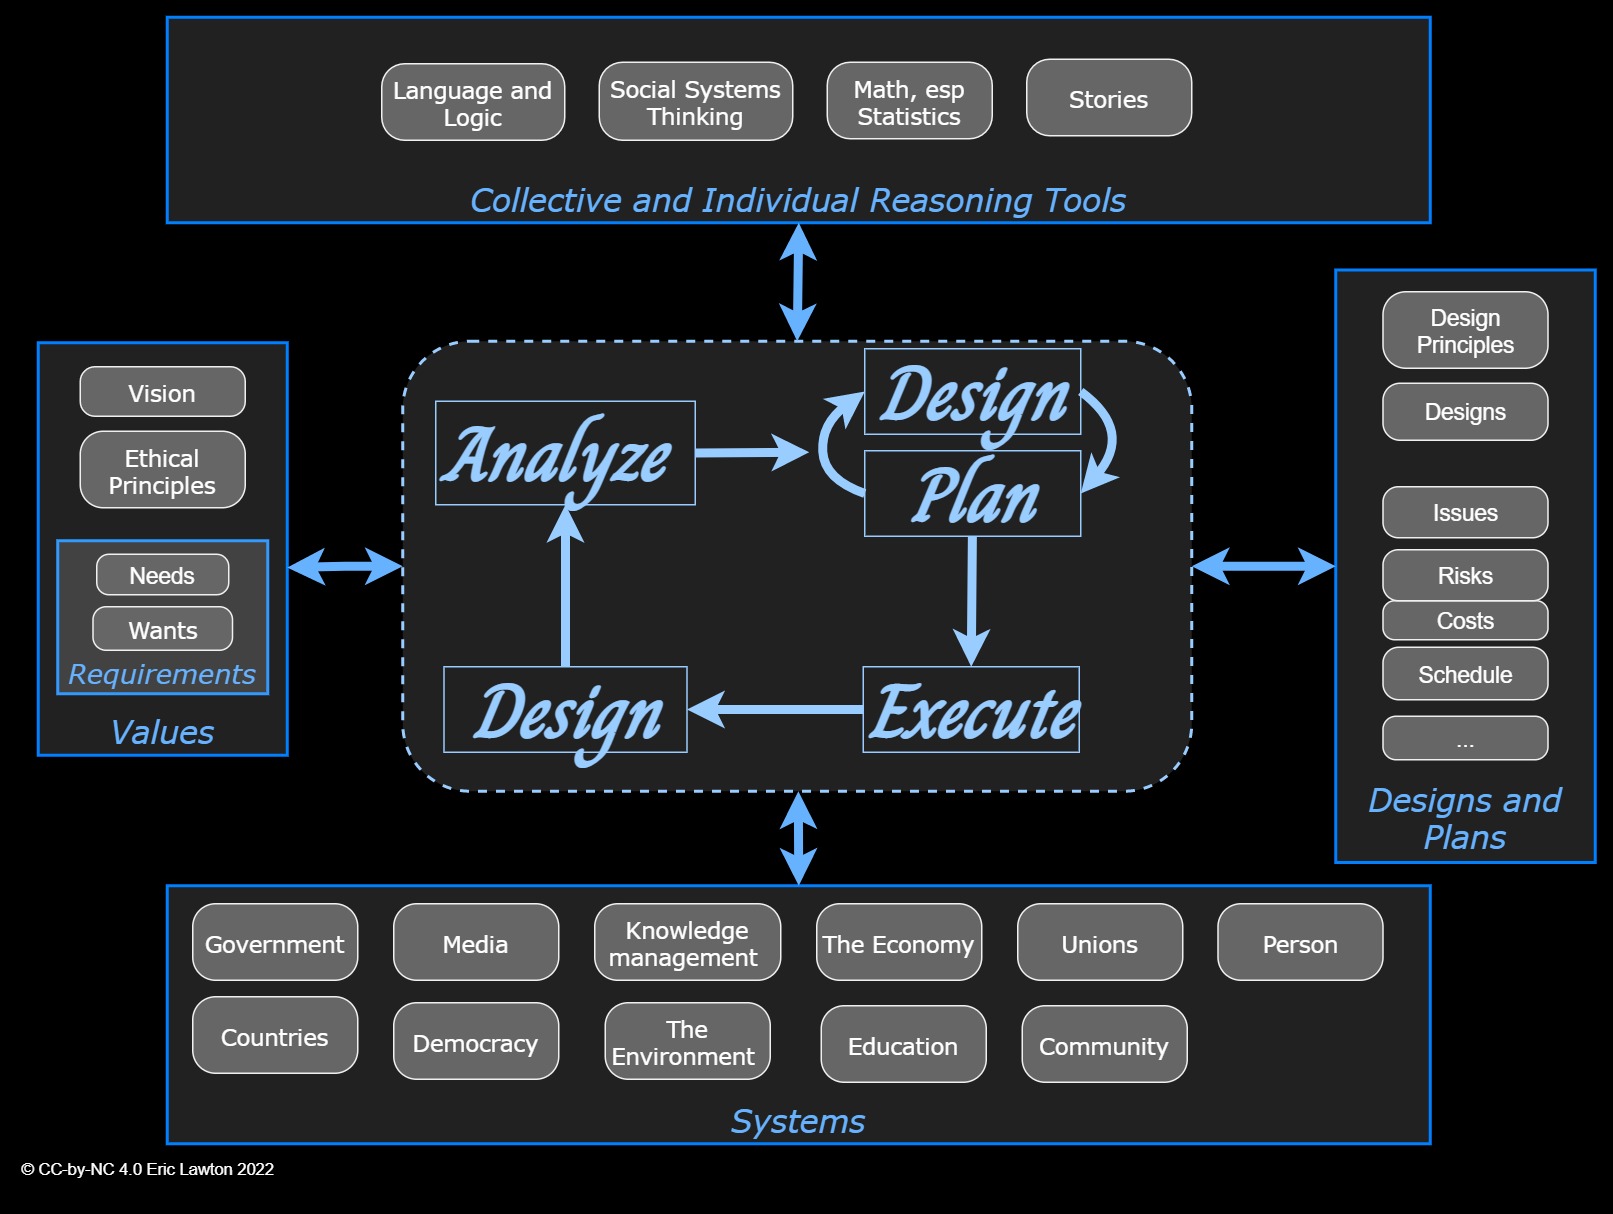 Language and
Logic
Social Systems
Thinking
Math, esp
Statistics
Stories
Collective and Individual Reasoning Tools
Vision
Ethical
Principles
Needs
Wants
Requirements
Values
Analyze
Design
Plan
Execute
Design
Design
Principles
Designs
Issues
Risks
Costs
Schedule
...
Designs and
Plans
Government
Media
Knowledge
management
The Economy
Unions
Person
Countries
Democracy
The
Environment
Education
Community
Systems
© CC-by-NC 4.0 Eric Lawton 2022